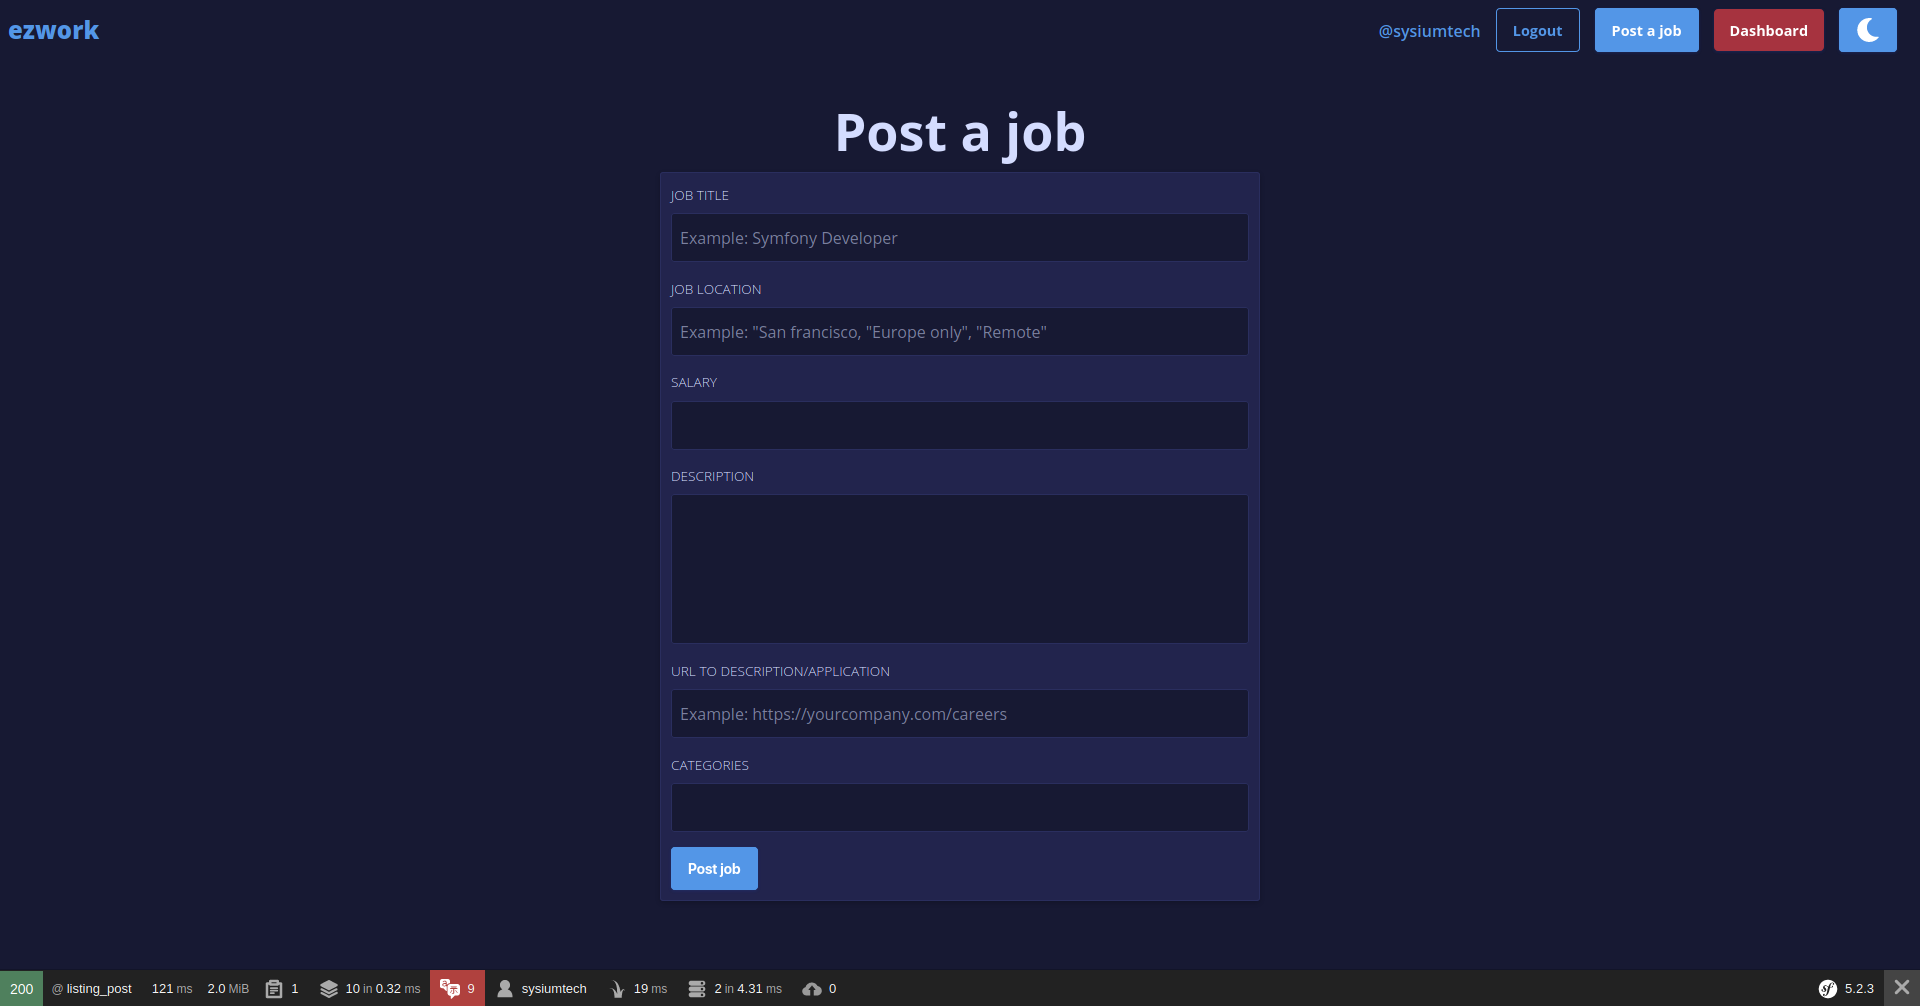 ezwork @sysiumtech Logout Post a job Dashboard
Post a job
JOB TITLE
Example: Symfony Developer
JOB LOCATION
Example: "San francisco, "Europe only", "Remote"
SALARY
DESCRIPTION
URL TO DESCRIPTION/APPLICATION
Example: https://yourcompany.com/careers
CATEGORIES
Post job
200 @ listing_post 121 ms 2.0 MiB 1 10 in 0.32 ms 9 sysiumtech 19 ms 2 in 4.31 ms 0 sf 5.2.3